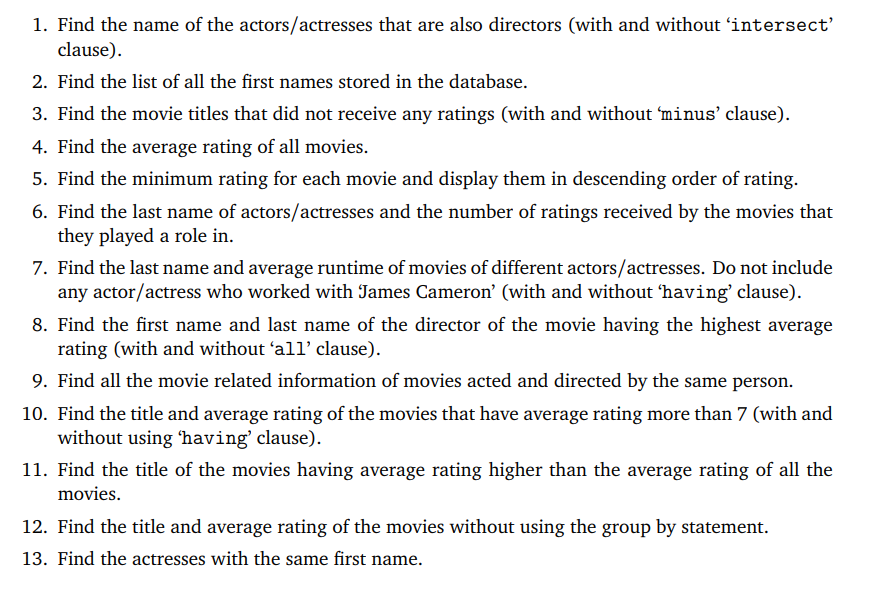 1. Find the name of the actors/actresses that are also directors (with and without ‘intersect’
clause).
2. Find the list of all the first names stored in the database.
3. Find the movie titles that did not receive any ratings (with and without ‘minus’ clause).
4. Find the average rating of all movies.
5. Find the minimum rating for each movie and display them in descending order of rating.
6. Find the last name of actors/actresses and the number of ratings received by the movies that
they played a role in.
7. Find the last name and average runtime of movies of different actors/actresses. Do not include
any actor/actress who worked with ‘James Cameron’ (with and without ‘having’ clause).
8. Find the first name and last name of the director of the movie having the highest average
rating (with and without ‘all’ clause).
9. Find all the movie related information of movies acted and directed by the same person.
10. Find the title and average rating of the movies that have average rating more than 7 (with and
without using ‘having’ clause).
11. Find the title of the movies having average rating higher than the average rating of all the
movies.
12. Find the title and average rating of the movies without using the group by statement.
13. Find the actresses with the same first name.